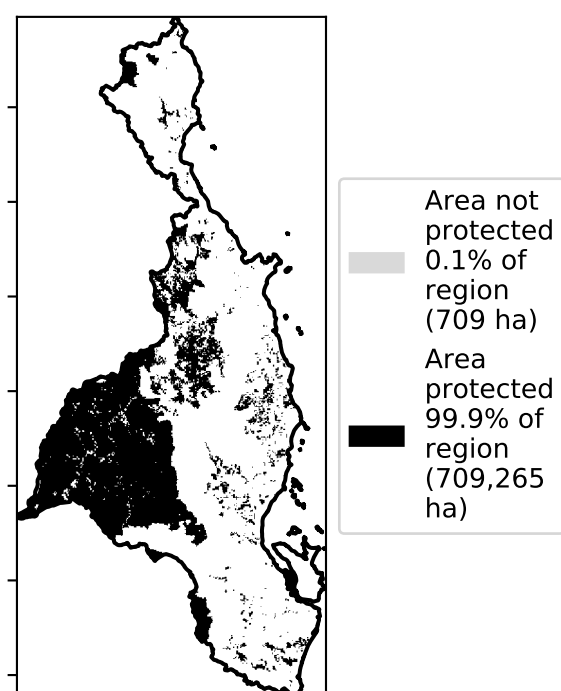 Area not
protected
0.1% of
region
(709 ha)
Area
protected
99.9% of
region
(709,265
ha)